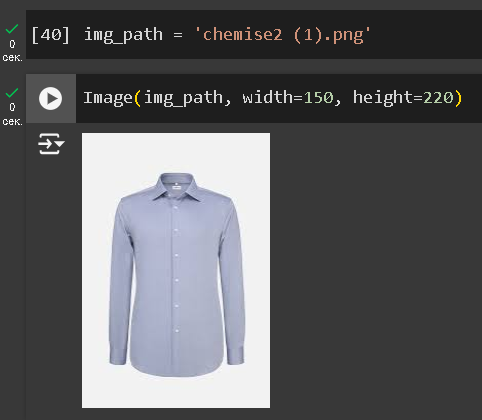 [40] img_path = 'chemise2 (1).png'
0
сек.
Image(img_path, width=150, height=220)
0
сек.